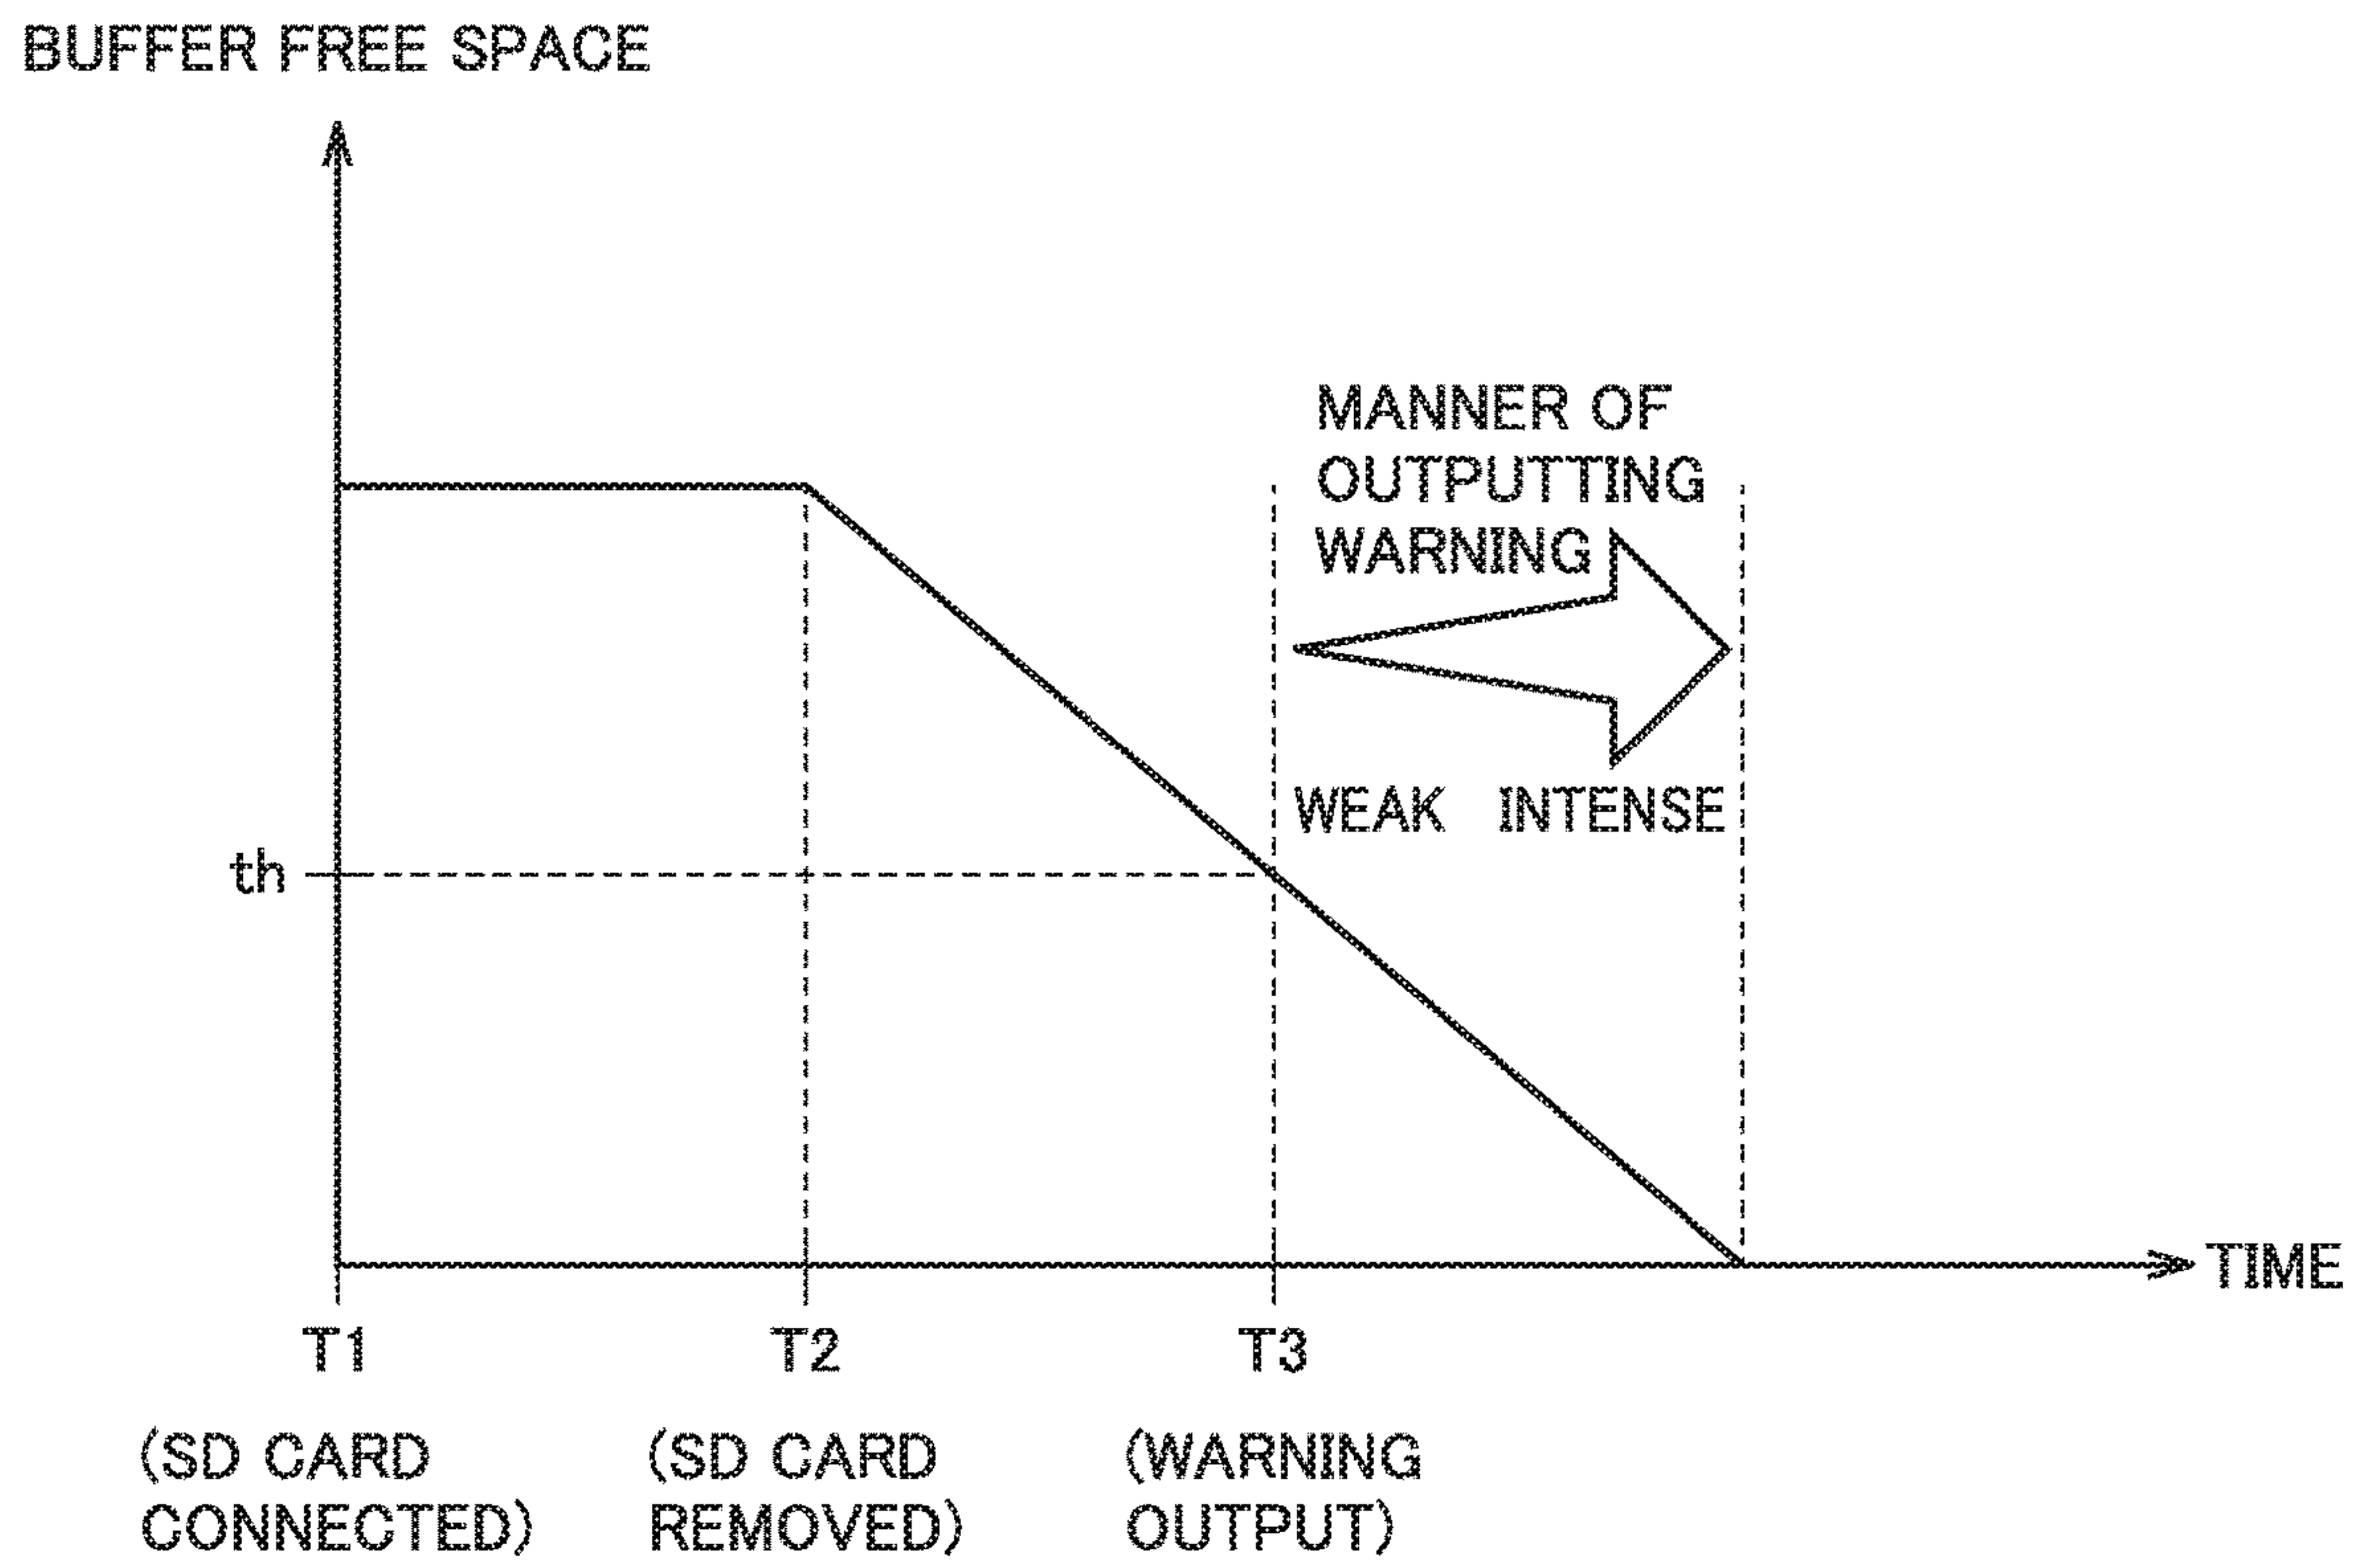 BUFFER FREE SPACE
MANNER OF
OUTPUTTING
WARNING
WEAK INTENSE
th
TIME
T1
T2
T3
(SD CARD
CONNECTED)
(SD CARD
REMOVED)
(WARNING
OUTPUT)